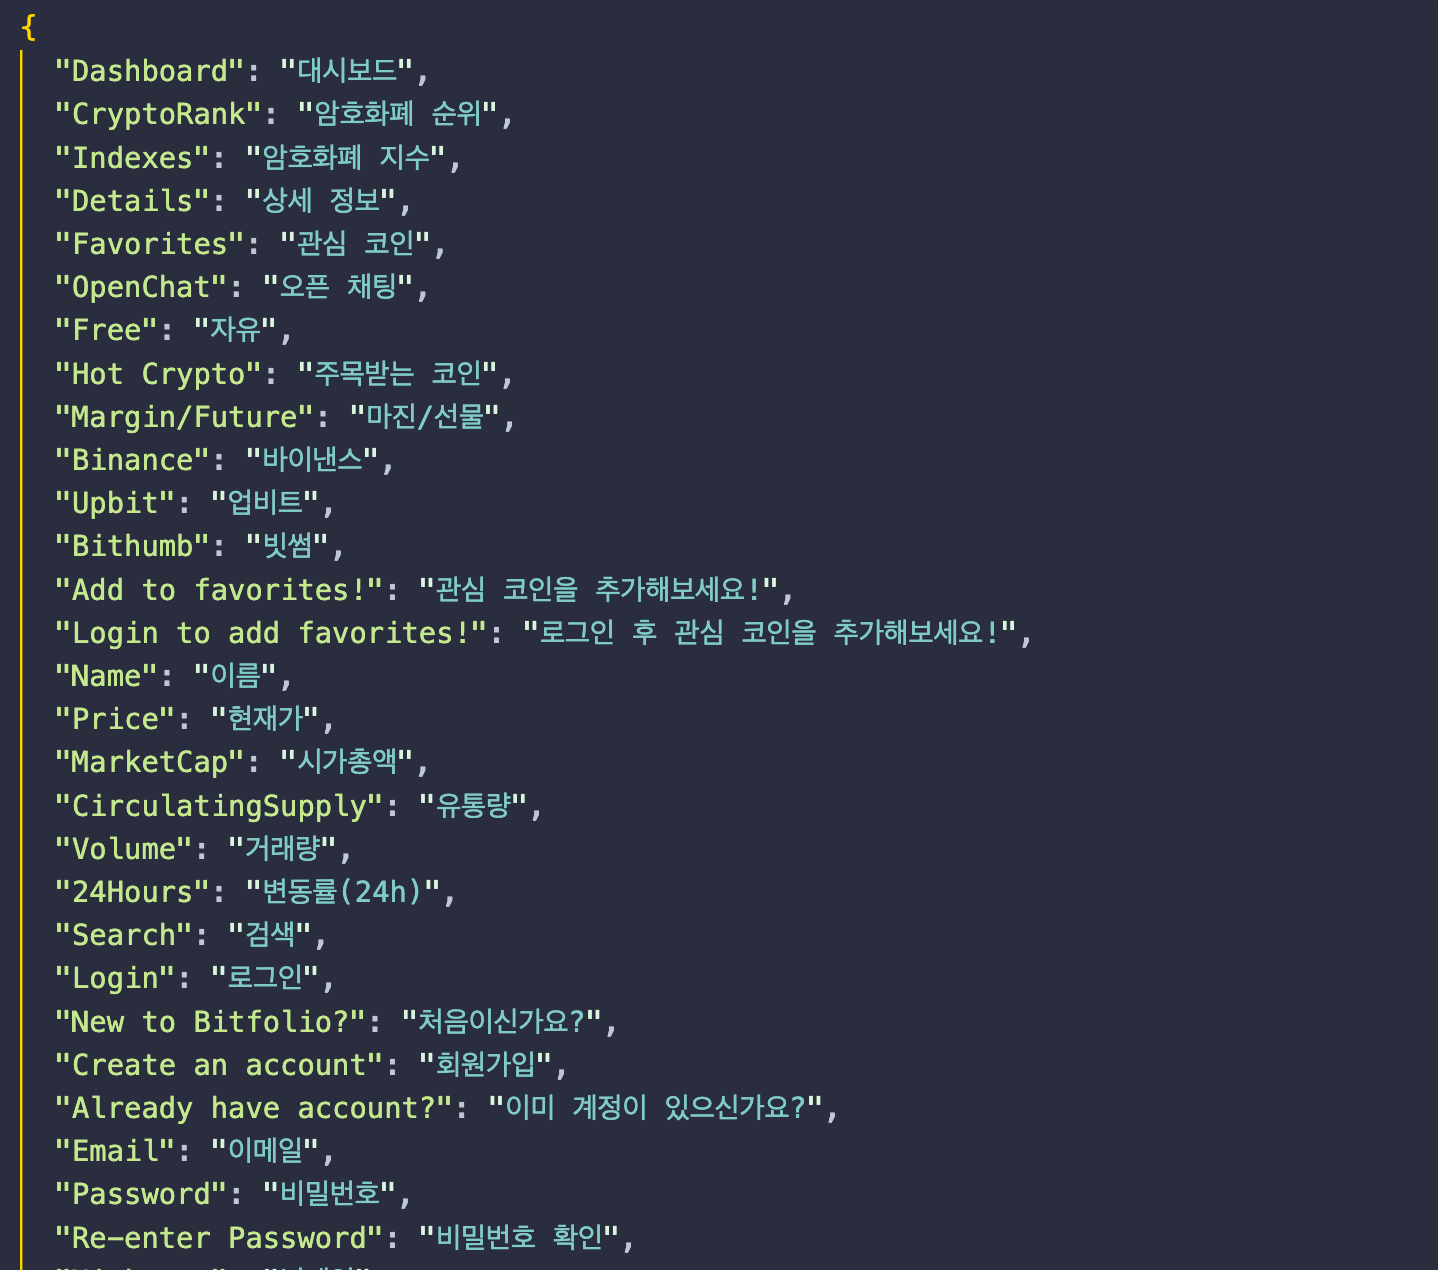 {
"Dashboard": "대시보드",
"CryptoRank": "암호화폐 순위",
"Indexes": "암호화폐 지수",
"Details": "상세 정보",
"Favorites": "관심 코인",
"OpenChat": "오픈 채팅",
"Free": "자유",
"Hot Crypto": "주목받는 코인",
"Margin/Future": "마진/선물",
"Binance": "바이낸스",
"Upbit": "업비트",
"Bithumb": "빗썸",
"Add to favorites!": "관심 코인을 추가해보세요!",
"Login to add favorites!": "로그인 후 관심 코인을 추가해보세요!",
"Name": "이름",
"Price": "현재가",
"MarketCap": "시가총액",
"CirculatingSupply": "유통량",
"Volume": "거래량",
"24Hours": "변동률(24h)",
"Search": "검색",
"Login": "로그인",
"New to Bitfolio?": "처음이신가요?",
"Create an account": "회원가입",
"Already have account?": "이미 계정이 있으신가요?",
"Email": "이메일",
"Password": "비밀번호",
"Re-enter Password": "비밀번호 확인",